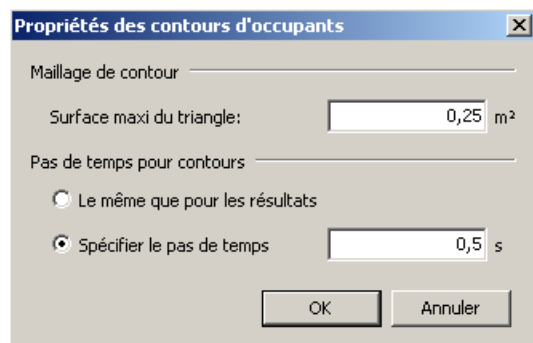 Propriétés des contours d'occupants
Maillage de contour
Surface maxi du triangle: 0,25 m²
Pas de temps pour contours
Le même que pour les résultats
Spécifier le pas de temps 0,5 s
OK Annuler